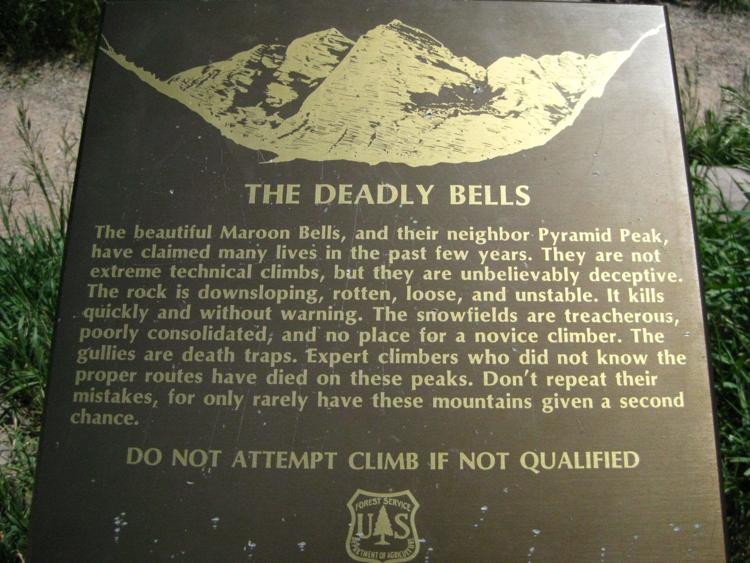 THE DEADLY BELLS
The beautiful Maroon Bells, and their neighbor Pyramid Peak,
have claimed many lives in the past few years. They are not
extreme technical climbs, but they are unbelievably deceptive.
The rock is downsloping, rotten, loose, and unstable. It kills
quickly and without warning. The snowfields are treacherous,
poorly consolidated, and no place for a novice climber. The
gullies are death traps. Expert climbers who did not know the
proper routes have died on these peaks. Don't repeat their
mistakes, for only rarely have these mountains given a second
chance.
DO NOT ATTEMPT CLIMB IF NOT QUALIFIED
FOREST SERVICE
U S
DEPARTMENT OF AGRICULTURE